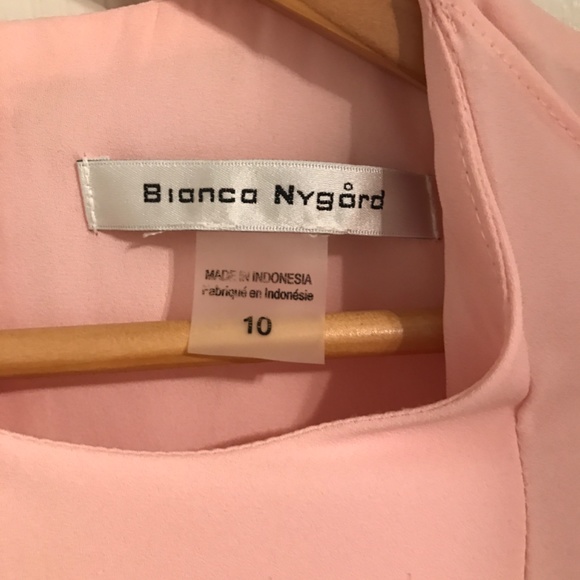 Bianca Nygård
MADE IN INDONESIA
Fabriqué en Indonésie
10